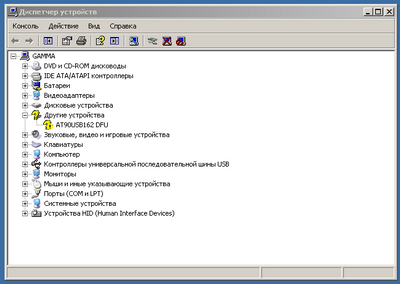 Диспетчер устройств
Консоль Действие Вид Справка
GAMMA
DVD и CD-ROM дисководы
IDE ATA/ATAPI контроллеры
Батареи
Видеоадаптеры
Дисковые устройства
Другие устройства
AT90USB162 DFU
Звуковые, видео и игровые устройства
Клавиатуры
Компьютер
Контроллеры универсальной последовательной шины USB
Мониторы
Мыши и иные указывающие устройства
Порты (COM и LPT)
Системные устройства
Устройства HID (Human Interface Devices)